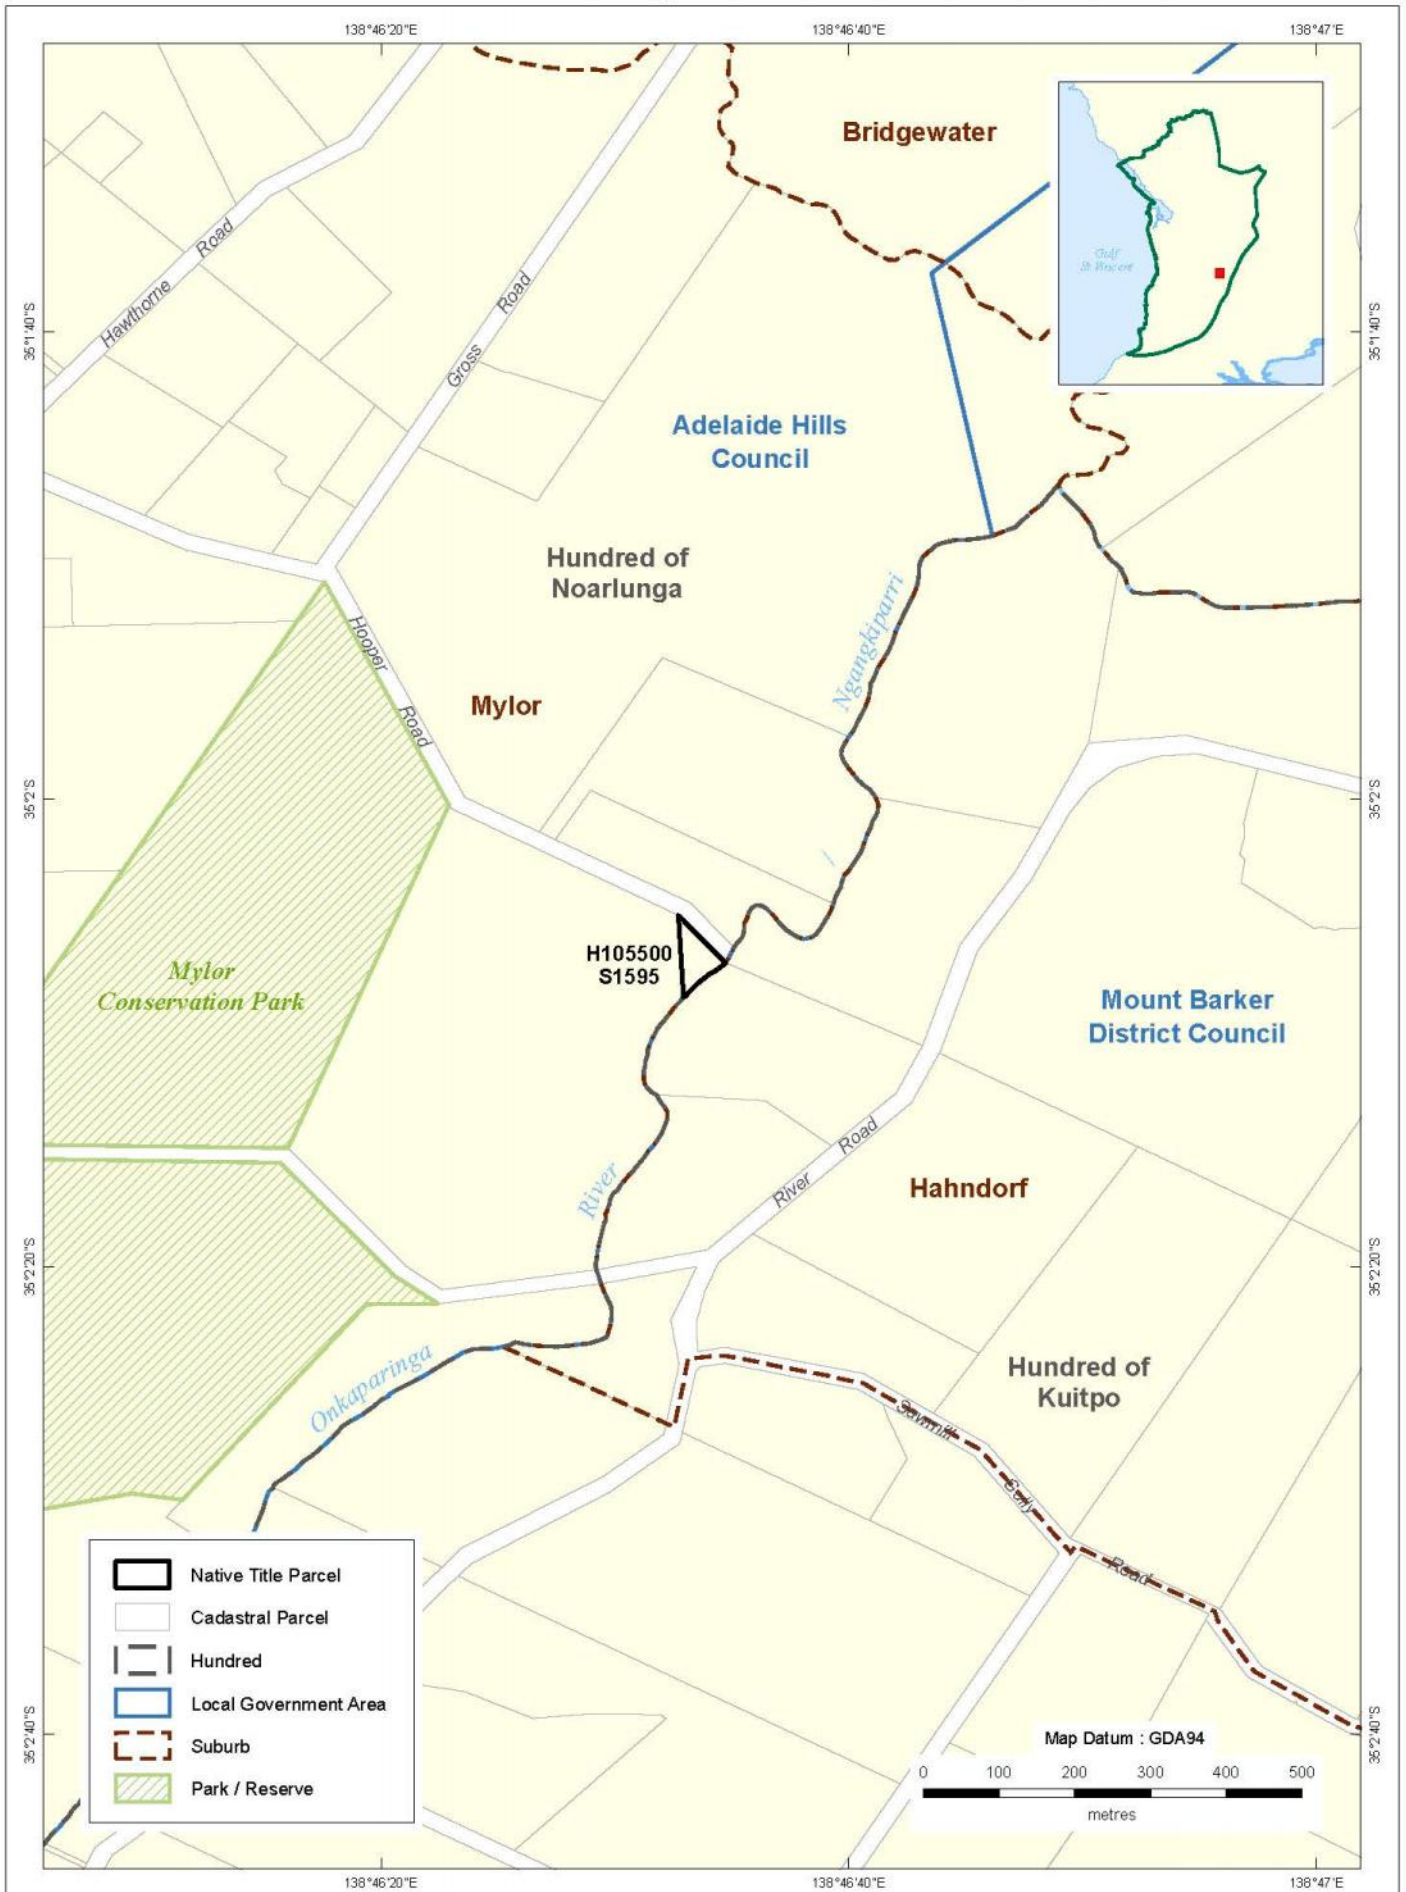 138°46'20"E
138°46'40"E
138°47'E
Bridgewater
Gulf
St Vincent
Hawthorne Road
Gross Road
35°1'40"S
35°1'40"S
Adelaide Hills
Council
Hundred of
Noarlunga
Ngangkiparri
Hooper Road
Mylor
35°2'S
35°2'S
H105500
S1595
Mylor
Conservation Park
Mount Barker
District Council
River Road
River
Hahndorf
35°2'20"S
35°2'20"S
Onkaparinga
Hundred of
Kuitpo
Sawmill Gully Road
Native Title Parcel
Cadastral Parcel
Hundred
Local Government Area
Suburb
Park / Reserve
35°2'40"S
35°2'40"S
Map Datum : GDA94
0 100 200 300 400 500
metres
138°46'20"E
138°46'40"E
138°47'E